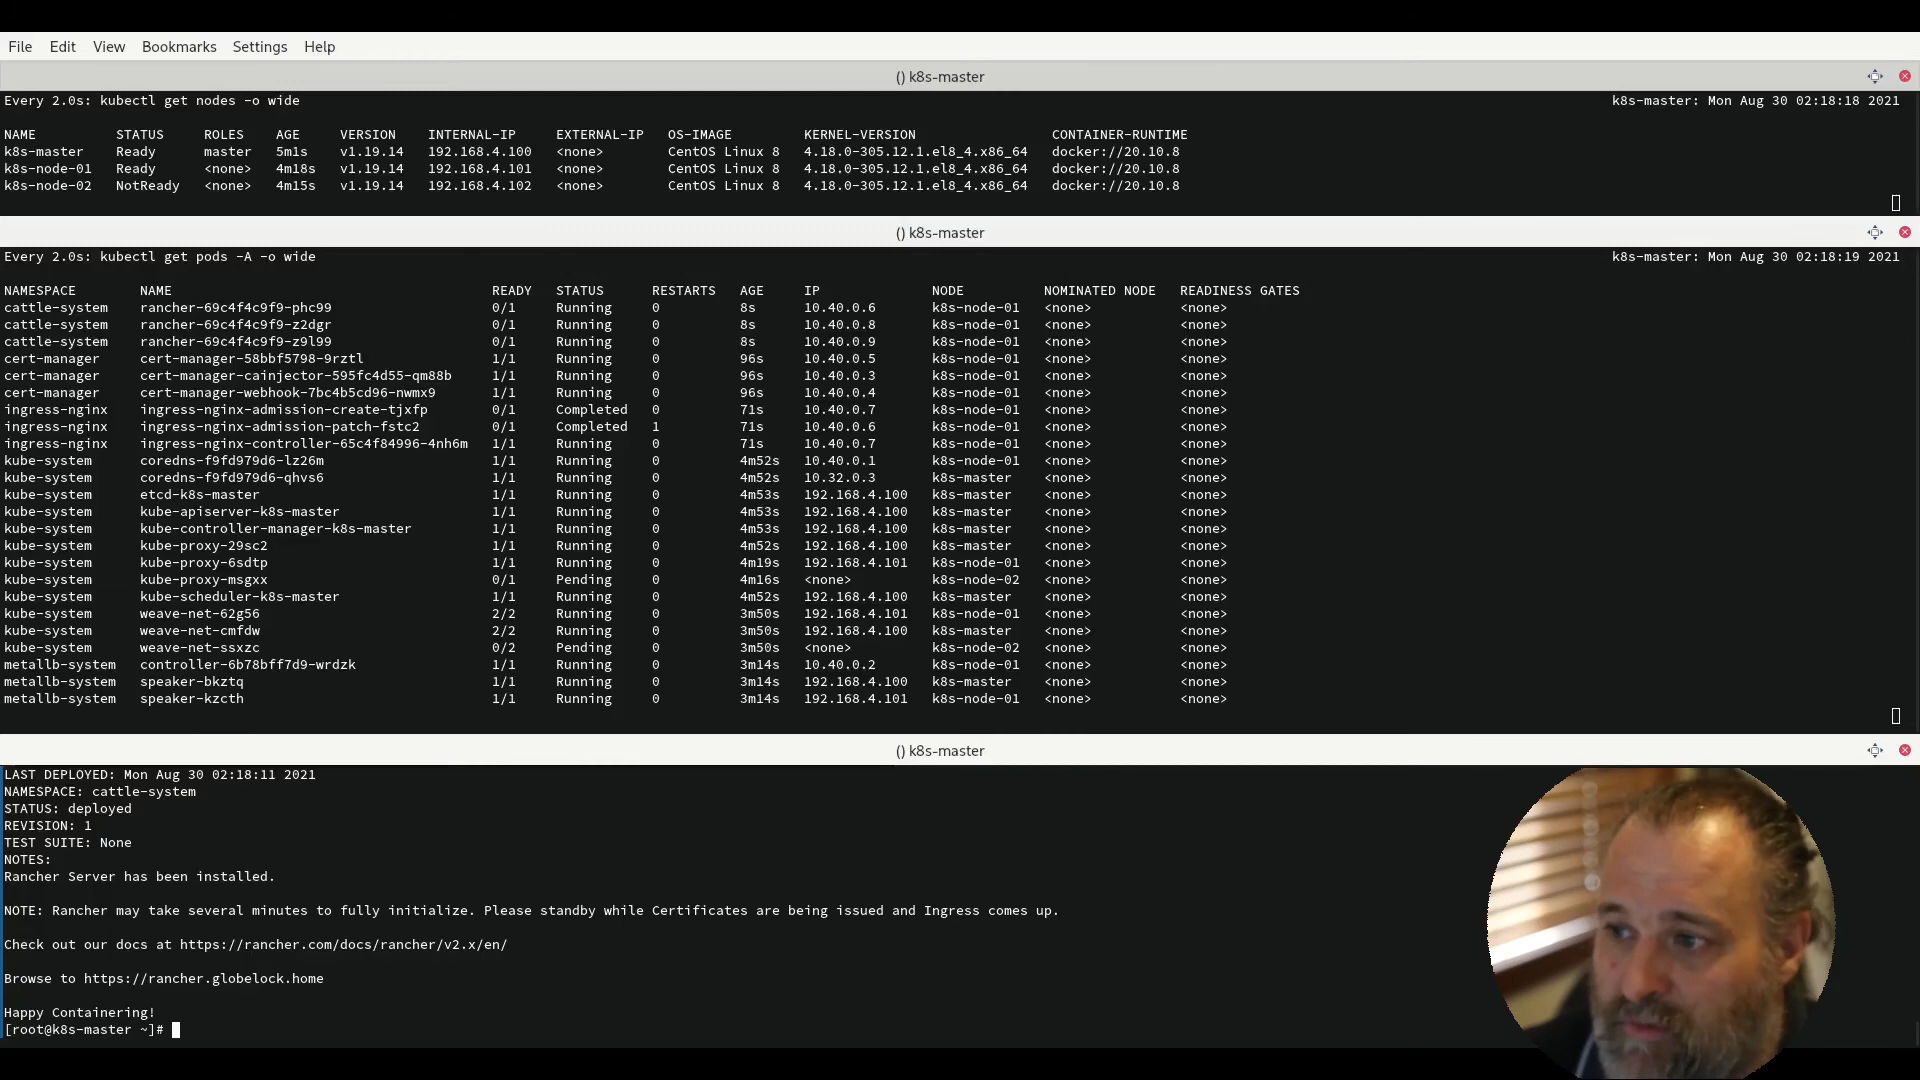 File Edit View Bookmarks Settings Help
() k8s-master
Every 2.0s: kubectl get nodes -o wide k8s-master: Mon Aug 30 02:18:18 2021
NAME STATUS ROLES AGE VERSION INTERNAL-IP EXTERNAL-IP OS-IMAGE KERNEL-VERSION CONTAINER-RUNTIME
k8s-master Ready master 5m1s v1.19.14 192.168.4.100 <none> CentOS Linux 8 4.18.0-305.12.1.el8_4.x86_64 docker://20.10.8
k8s-node-01 Ready <none> 4m18s v1.19.14 192.168.4.101 <none> CentOS Linux 8 4.18.0-305.12.1.el8_4.x86_64 docker://20.10.8
k8s-node-02 NotReady <none> 4m15s v1.19.14 192.168.4.102 <none> CentOS Linux 8 4.18.0-305.12.1.el8_4.x86_64 docker://20.10.8
() k8s-master
Every 2.0s: kubectl get pods -A -o wide k8s-master: Mon Aug 30 02:18:19 2021
NAMESPACE NAME READY STATUS RESTARTS AGE IP NODE NOMINATED NODE READINESS GATES
cattle-system rancher-69c4f4c9f9-phc99 0/1 Running 0 8s 10.40.0.6 k8s-node-01 <none> <none>
cattle-system rancher-69c4f4c9f9-z2dgr 0/1 Running 0 8s 10.40.0.8 k8s-node-01 <none> <none>
cattle-system rancher-69c4f4c9f9-z9l99 0/1 Running 0 8s 10.40.0.9 k8s-node-01 <none> <none>
cert-manager cert-manager-58bbf5798-9rztl 1/1 Running 0 96s 10.40.0.5 k8s-node-01 <none> <none>
cert-manager cert-manager-cainjector-595fc4d55-qm88b 1/1 Running 0 96s 10.40.0.3 k8s-node-01 <none> <none>
cert-manager cert-manager-webhook-7bc4b5cd96-nwmx9 1/1 Running 0 96s 10.40.0.4 k8s-node-01 <none> <none>
ingress-nginx ingress-nginx-admission-create-tjxfp 0/1 Completed 0 71s 10.40.0.7 k8s-node-01 <none> <none>
ingress-nginx ingress-nginx-admission-patch-fstc2 0/1 Completed 1 71s 10.40.0.6 k8s-node-01 <none> <none>
ingress-nginx ingress-nginx-controller-65c4f84996-4nh6m 1/1 Running 0 71s 10.40.0.7 k8s-node-01 <none> <none>
kube-system coredns-f9fd979d6-lz26m 1/1 Running 0 4m52s 10.40.0.1 k8s-node-01 <none> <none>
kube-system coredns-f9fd979d6-qhvs6 1/1 Running 0 4m52s 10.32.0.3 k8s-master <none> <none>
kube-system etcd-k8s-master 1/1 Running 0 4m53s 192.168.4.100 k8s-master <none> <none>
kube-system kube-apiserver-k8s-master 1/1 Running 0 4m53s 192.168.4.100 k8s-master <none> <none>
kube-system kube-controller-manager-k8s-master 1/1 Running 0 4m53s 192.168.4.100 k8s-master <none> <none>
kube-system kube-proxy-29sc2 1/1 Running 0 4m52s 192.168.4.100 k8s-master <none> <none>
kube-system kube-proxy-6sdtp 1/1 Running 0 4m19s 192.168.4.101 k8s-node-01 <none> <none>
kube-system kube-proxy-msgxx 0/1 Pending 0 4m16s <none> k8s-node-02 <none> <none>
kube-system kube-scheduler-k8s-master 1/1 Running 0 4m52s 192.168.4.100 k8s-master <none> <none>
kube-system weave-net-62g56 2/2 Running 0 3m50s 192.168.4.101 k8s-node-01 <none> <none>
kube-system weave-net-cmfdw 2/2 Running 0 3m50s 192.168.4.100 k8s-master <none> <none>
kube-system weave-net-ssxzc 0/2 Pending 0 3m50s <none> k8s-node-02 <none> <none>
metallb-system controller-6b78bff7d9-wrdzk 1/1 Running 0 3m14s 10.40.0.2 k8s-node-01 <none> <none>
metallb-system speaker-bkztq 1/1 Running 0 3m14s 192.168.4.100 k8s-master <none> <none>
metallb-system speaker-kzcth 1/1 Running 0 3m14s 192.168.4.101 k8s-node-01 <none> <none>
() k8s-master
LAST DEPLOYED: Mon Aug 30 02:18:11 2021
NAMESPACE: cattle-system
STATUS: deployed
REVISION: 1
TEST SUITE: None
NOTES:
Rancher Server has been installed.
NOTE: Rancher may take several minutes to fully initialize. Please standby while Certificates are being issued and Ingress comes up.
Check out our docs at https://rancher.com/docs/rancher/v2.x/en/
Browse to https://rancher.globelock.home
Happy Containering!
[root@k8s-master ~]#